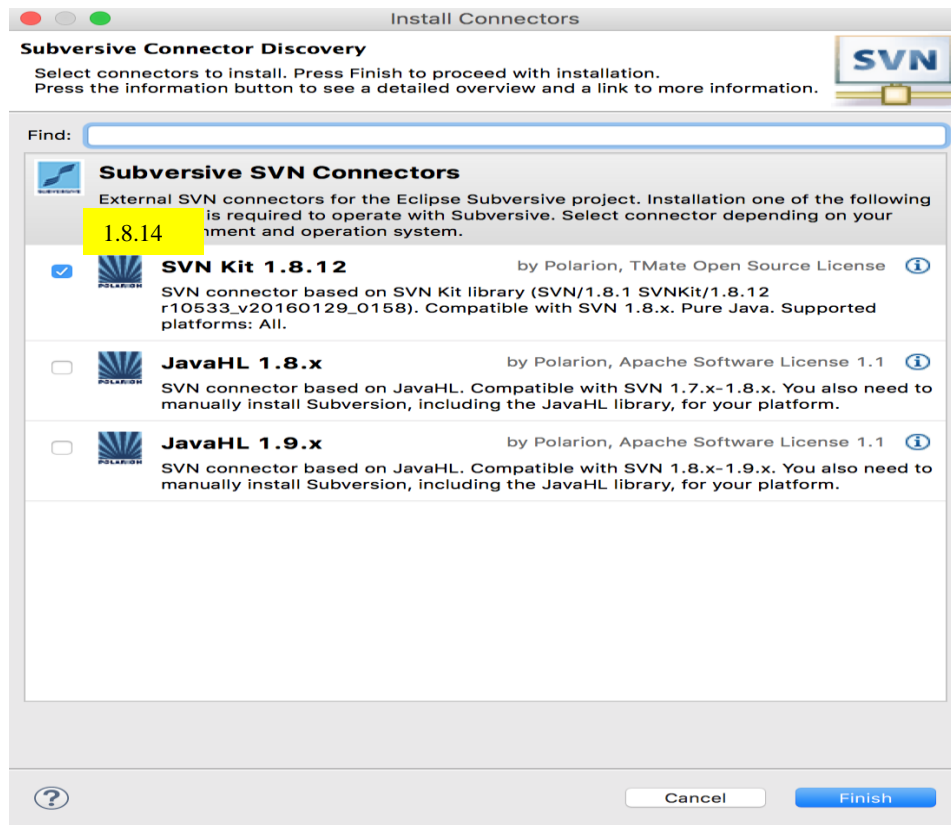 Install Connectors
Subversive Connector Discovery
Select connectors to install. Press Finish to proceed with installation.
Press the information button to see a detailed overview and a link to more information.
SVN
Find:
Subversive SVN Connectors
External SVN connectors for the Eclipse Subversive project. Installation one of the following
is required to operate with Subversive. Select connector depending on your
1.8.14
nment and operation system.
SVN Kit 1.8.12
by Polarion, TMate Open Source License
POLARION
SVN connector based on SVN Kit library (SVN/1.8.1 SVNKit/1.8.12
r10533_v20160129_0158). Compatible with SVN 1.8.x. Pure Java. Supported
platforms: All.
JavaHL 1.8.x
by Polarion, Apache Software License 1.1
POLARION
SVN connector based on JavaHL. Compatible with SVN 1.7.x-1.8.x. You also need to
manually install Subversion, including the JavaHL library, for your platform.
JavaHL 1.9.x
by Polarion, Apache Software License 1.1
POLARION
SVN connector based on JavaHL. Compatible with SVN 1.8.x-1.9.x. You also need to
manually install Subversion, including the JavaHL library, for your platform.
?
Cancel
Finish